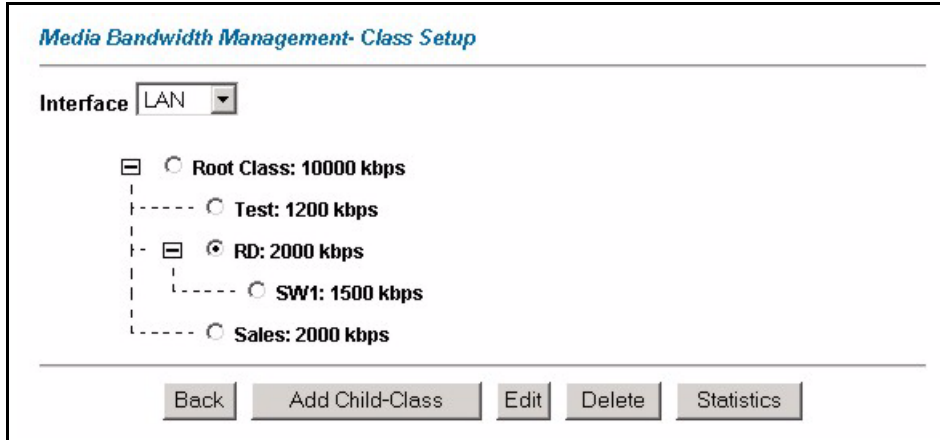 Media Bandwidth Management- Class Setup
Interface LAN
Root Class: 10000 kbps
Test: 1200 kbps
RD: 2000 kbps
SW1: 1500 kbps
Sales: 2000 kbps
Back Add Child-Class Edit Delete Statistics